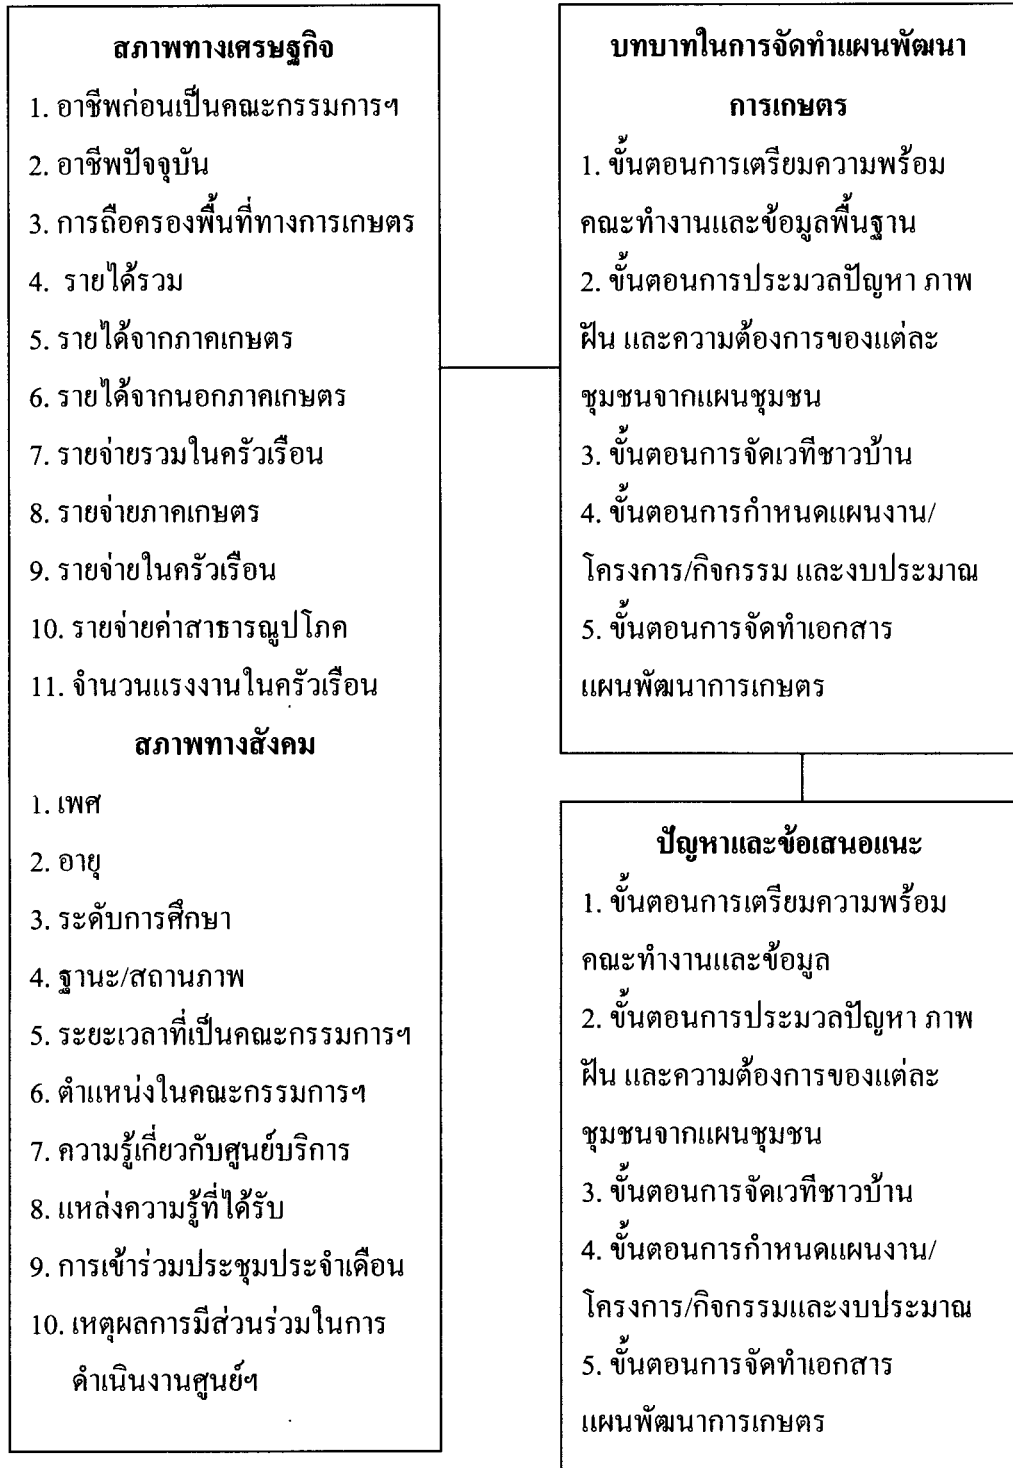 สภาพทางเศรษฐกิจ
1. อาชีพก่อนเป็นคณะกรรมการฯ
2. อาชีพปัจจุบัน
3. การถือครองพื้นที่ทางการเกษตร
4. รายได้รวม
5. รายได้จากภาคเกษตร
6. รายได้จากนอกภาคเกษตร
7. รายจ่ายรวมในครัวเรือน
8. รายจ่ายภาคเกษตร
9. รายจ่ายในครัวเรือน
10. รายจ่ายค่าสาธารณูปโภค
11. จำนวนแรงงานในครัวเรือน
สภาพทางสังคม
1. เพศ
2. อายุ
3. ระดับการศึกษา
4. ฐานะ/สถานภาพ
5. ระยะเวลาที่เป็นคณะกรรมการฯ
6. ตำแหน่งในคณะกรรมการฯ
7. ความรู้เกี่ยวกับศูนย์บริการ
8. แหล่งความรู้ที่ได้รับ
9. การเข้าร่วมประชุมประจำเดือน
10. เหตุผลการมีส่วนร่วมในการ
ดำเนินงานศูนย์ฯ
บทบาทในการจัดทำแผนพัฒนา
การเกษตร
1. ขั้นตอนการเตรียมความพร้อม
คณะทำงานและข้อมูลพื้นฐาน
2. ขั้นตอนการประมวลปัญหา ภาพ
ฝัน และความต้องการของแต่ละ
ชุมชนจากแผนชุมชน
3. ขั้นตอนการจัดเวทีชาวบ้าน
4. ขั้นตอนการกำหนดแผนงาน/
โครงการ/กิจกรรม และงบประมาณ
5. ขั้นตอนการจัดทำเอกสาร
แผนพัฒนาการเกษตร
ปัญหาและข้อเสนอแนะ
1. ขั้นตอนการเตรียมความพร้อม
คณะทำงานและข้อมูล
2. ขั้นตอนการประมวลปัญหา ภาพ
ฝัน และความต้องการของแต่ละ
ชุมชนจากแผนชุมชน
3. ขั้นตอนการจัดเวทีชาวบ้าน
4. ขั้นตอนการกำหนดแผนงาน/
โครงการ/กิจกรรมและงบประมาณ
5. ขั้นตอนการจัดทำเอกสาร
แผนพัฒนาการเกษตร